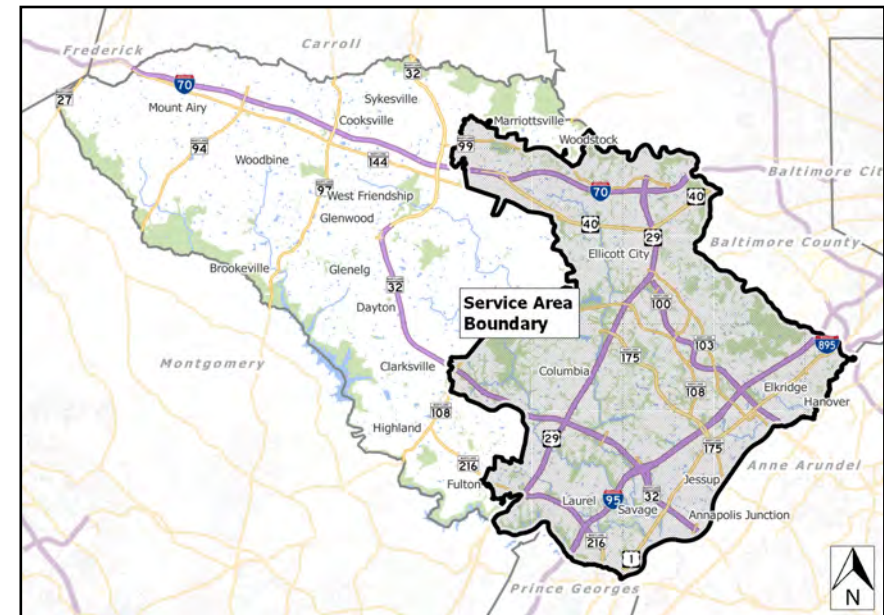 Frederick
Carroll
32
70
27
Mount Airy
Sykesville
Cooksville
Marriottsville
Woodstock
94
99
144
Woodbine
Baltimore Cit
70
97
West Friendship
40
40
Glenwood
29
Baltimore County
Ellicott City
Brookeville
Glenelg
32
Dayton
Service Area
Boundary
100
895
103
175
Montgomery
Clarksville
Columbia
108
Elkridge
Hanover
108
Highland
29
175
216
Anne Arundel
Fulton
Jessup
Laurel
95
32
Savage
Annapolis Junction
216
1
Prince Georges
N